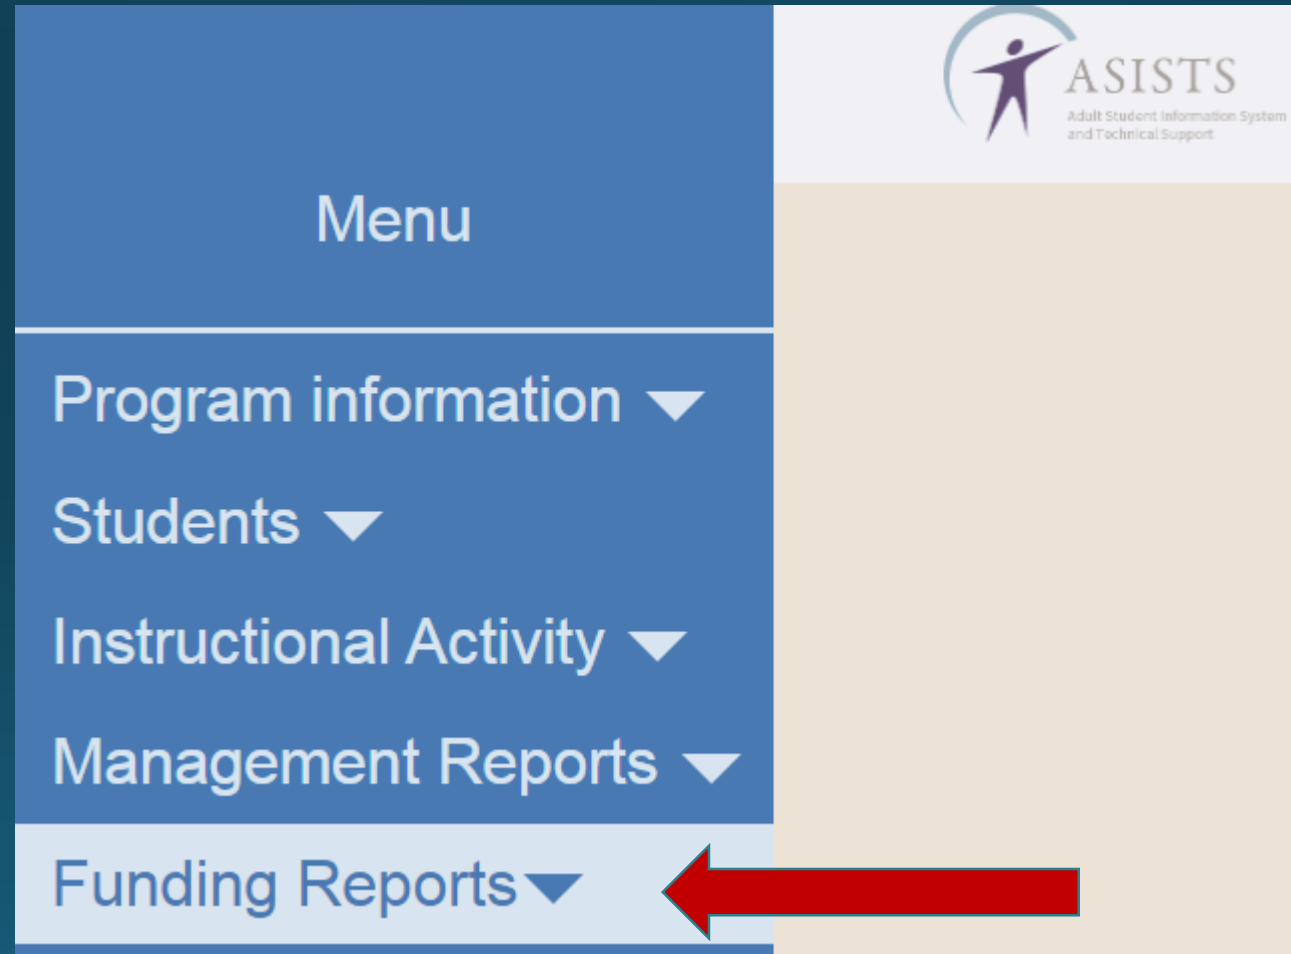 ASISTS
Adult Student Information System
and Technical Support
Menu
Program information
Students
Instructional Activity
Management Reports
Funding Reports